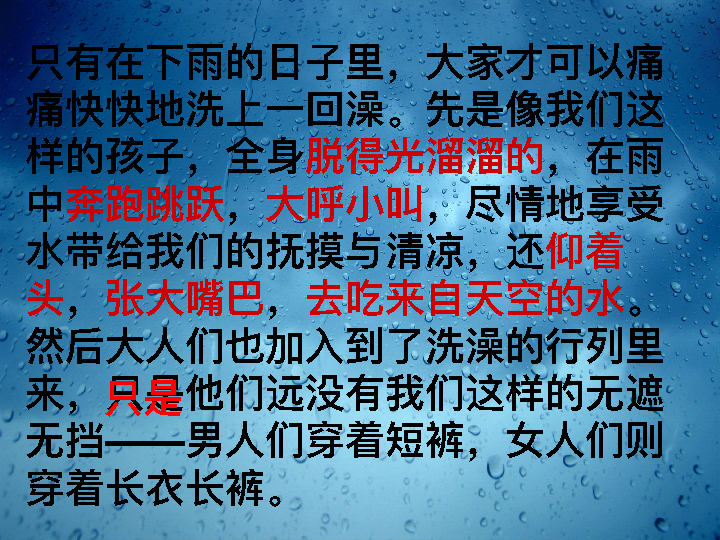 只有在下雨的日子里，大家才可以痛
痛快快地洗上一回澡。先是像我们这
样的孩子，全身脱得光溜溜的，在雨
中奔跑跳跃，大呼小叫，尽情地享受
水带给我们的抚摸与清凉，还仰着
头，张大嘴巴，去吃来自天空的水。
然后大人们也加入到了洗澡的行列里
来，只是他们远没有我们这样的无遮
无挡——男人们穿着短裤，女人们则
穿着长衣长裤。